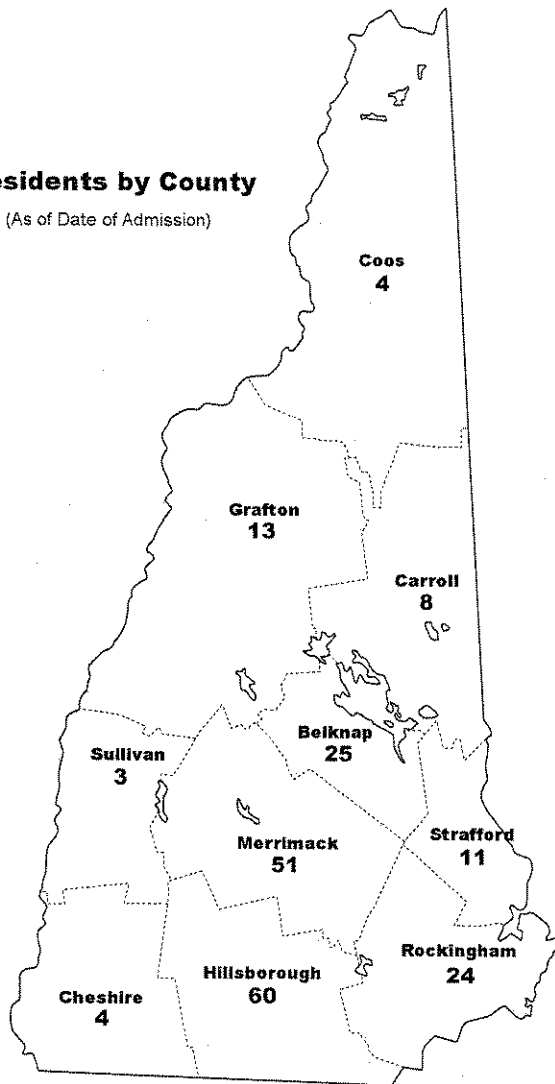 esidents by County
(As of Date of Admission)
Coos
4
Grafton
13
Carroll
8
Belknap
25
Sullivan
3
Merrimack
51
Strafford
11
Rockingham
24
Hillsborough
60
Cheshire
4